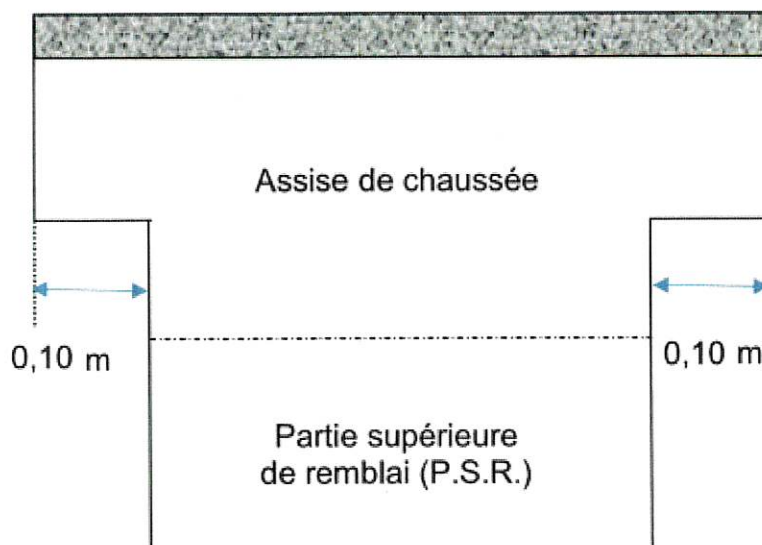 Assise de chaussée
0,10 m
0,10 m
Partie supérieure
de remblai (P.S.R.)